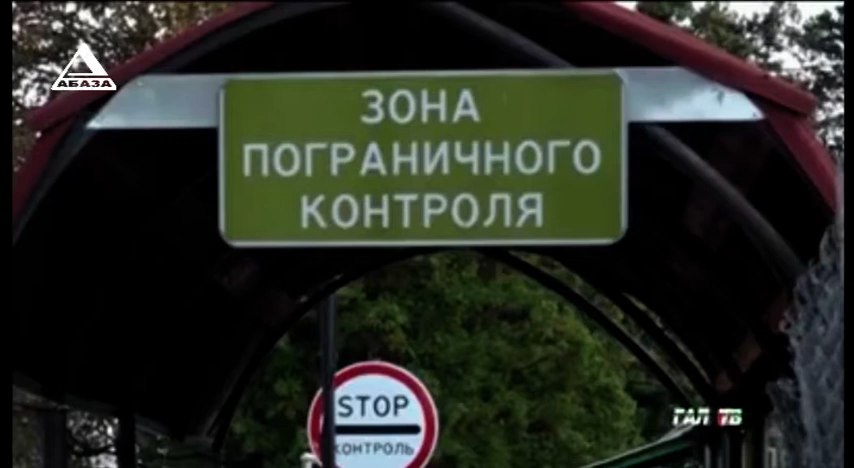 АБАЗА
ЗОНА
ПОГРАНИЧНОГО
КОНТРОЛЯ
STOP
КОНТРОЛЬ
ГАЛ ТВ